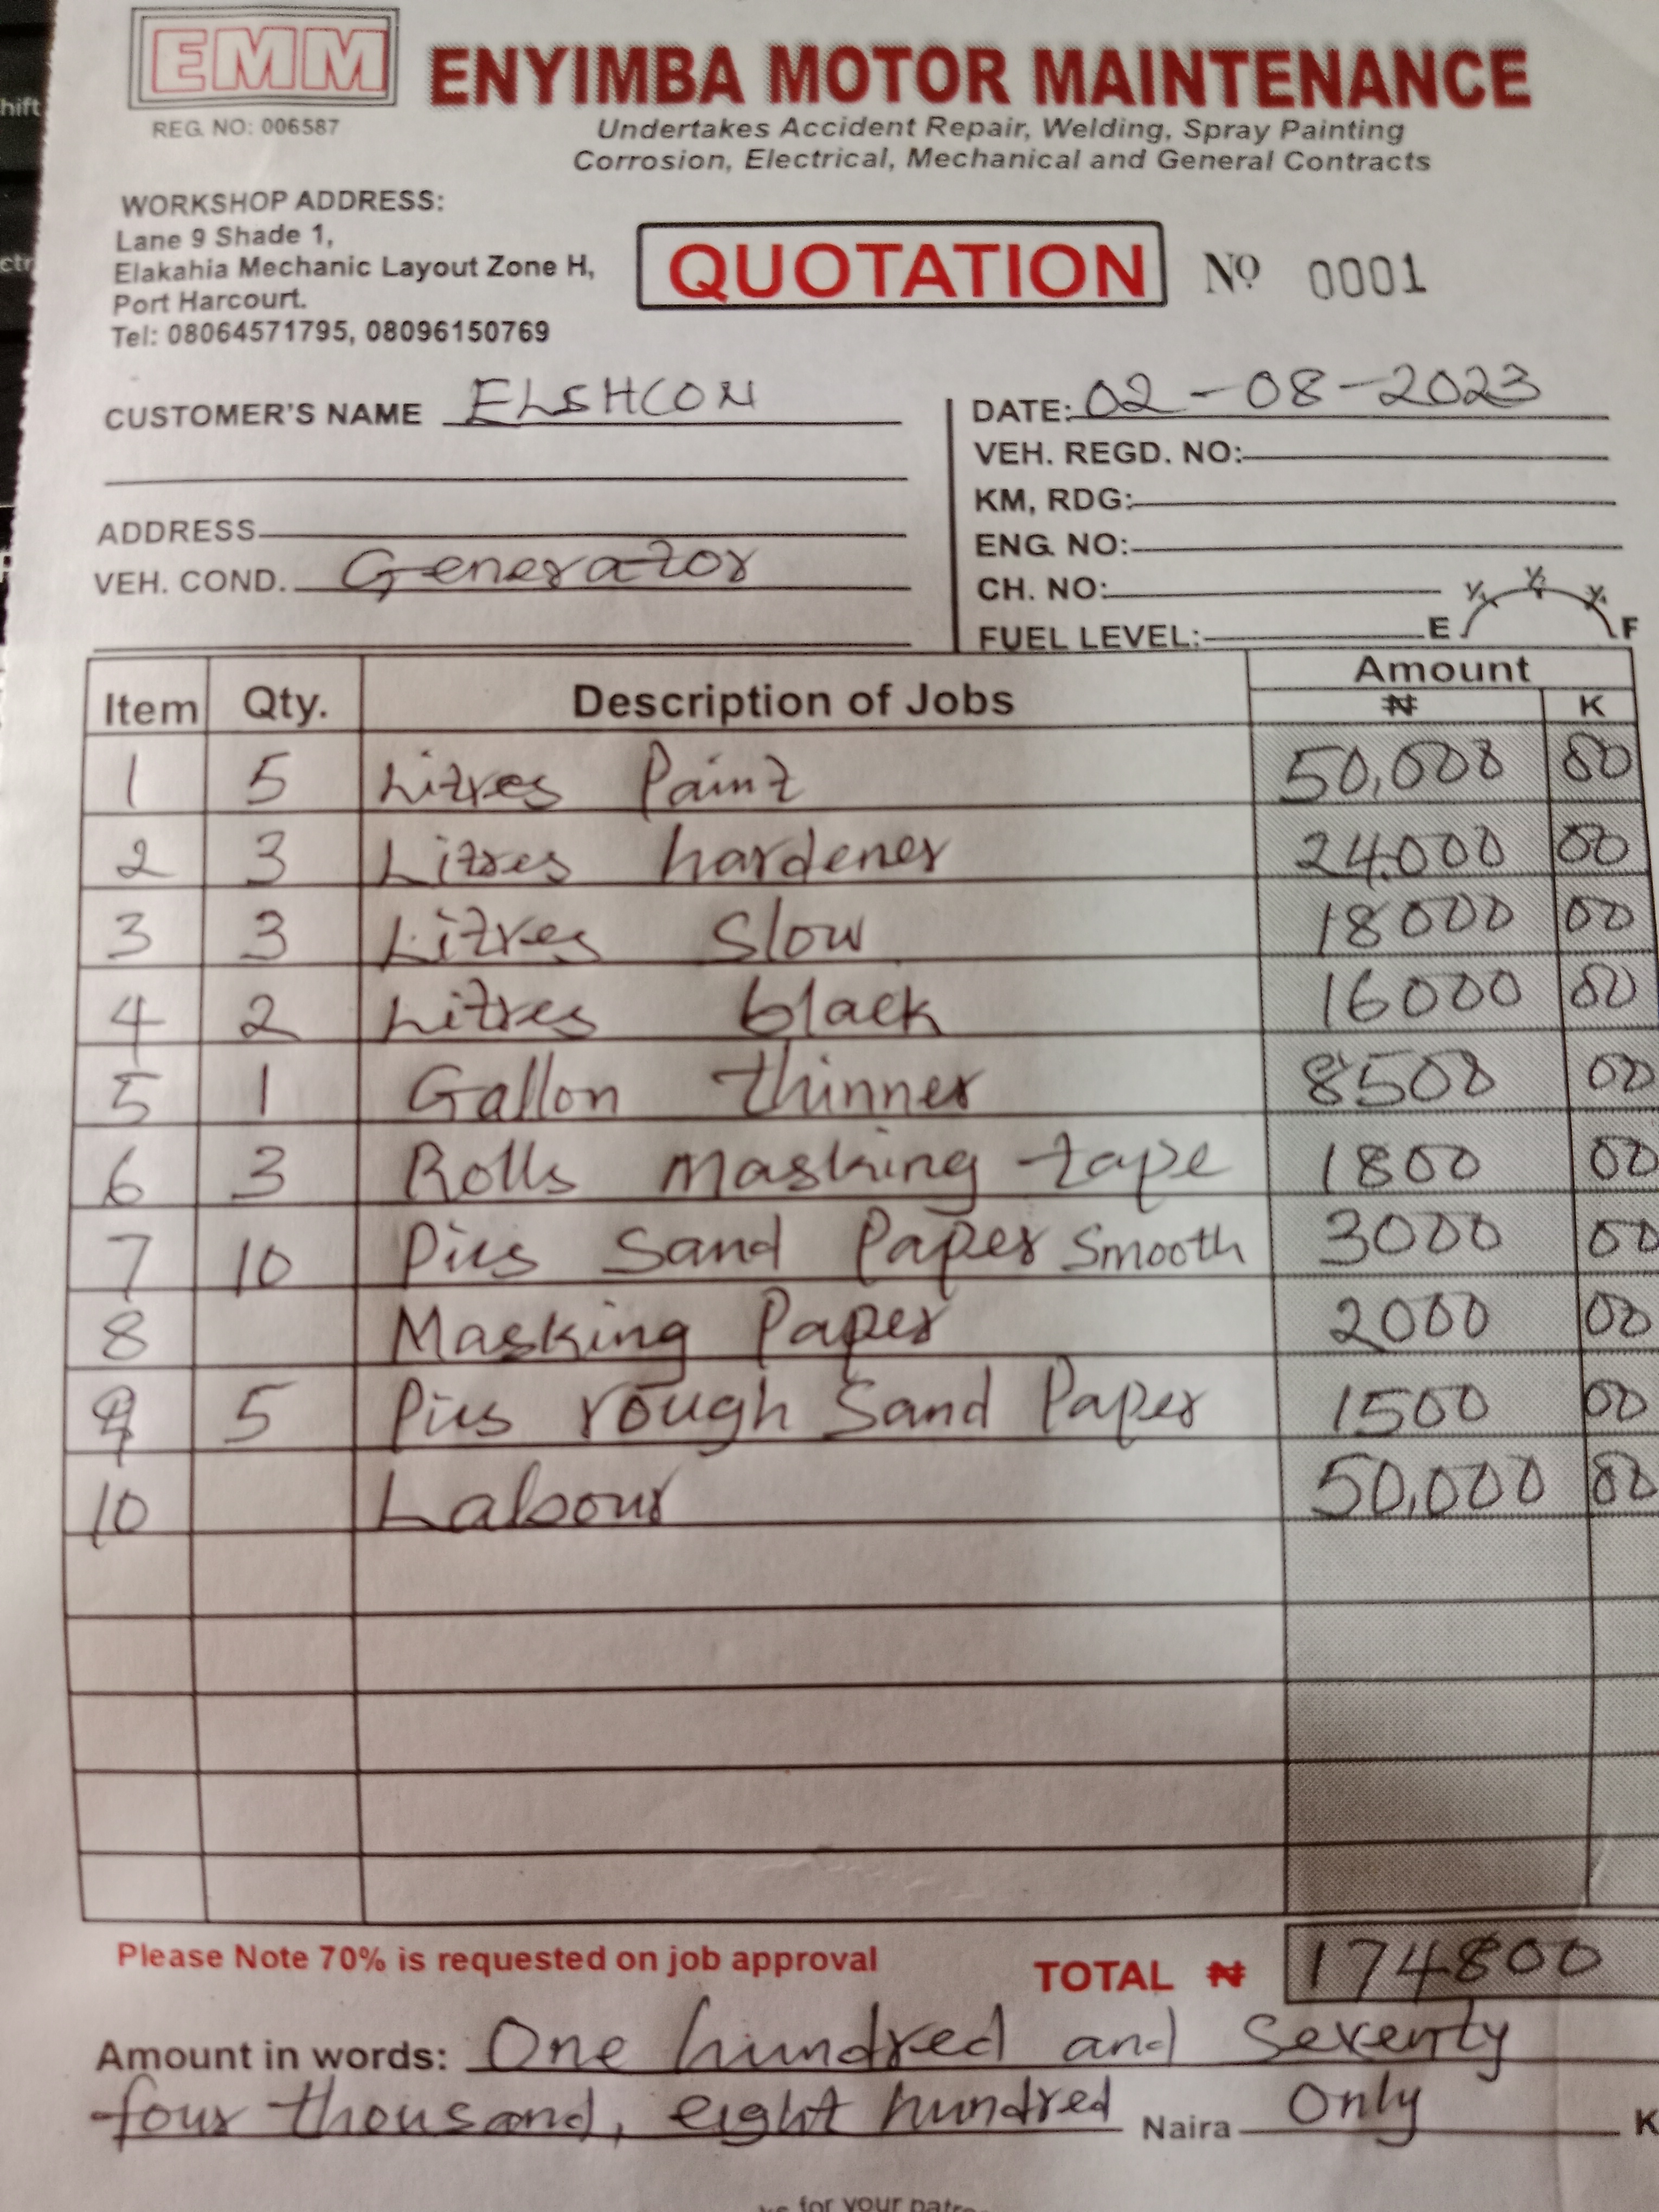 EMM
ENYIMBA MOTOR MAINTENANCE
REG. NO: 006587
Undertakes Accident Repair, Welding, Spray Painting
Corrosion, Electrical, Mechanical and General Contracts
WORKSHOP ADDRESS:
Lane 9 Shade 1,
Elakahia Mechanic Layout Zone H,
Port Harcourt.
Tel: 08064571795, 08096150769
QUOTATION Nº 0001
CUSTOMER'S NAME ELSHCON
ADDRESS
VEH. COND. Generator
DATE: 02-08-2023
VEH. REGD. NO:
KM, RDG:
ENG. NO:
CH. NO:
FUEL LEVEL: E ¼ ½ ¾ F
Item Qty. Description of Jobs Amount
₦ K
1 5 Litres Paint 50,000 00
2 3 Litres hardener 24,000 00
3 3 Litres Slow 18000 00
4 2 Litres black 16000 00
5 1 Gallon thinner 8500 00
6 3 Rolls Masking tape 1800 00
7 10 Pics Sand Paper Smooth 3000 00
8 Masking Paper 2000 00
9 5 Pics rough Sand Paper 1500 00
10 Labour 50,000 00
Please Note 70% is requested on job approval
TOTAL ₦ 174800
Amount in words: One hundred and Seventy
four thousand, eight hundred Naira Only K
for your